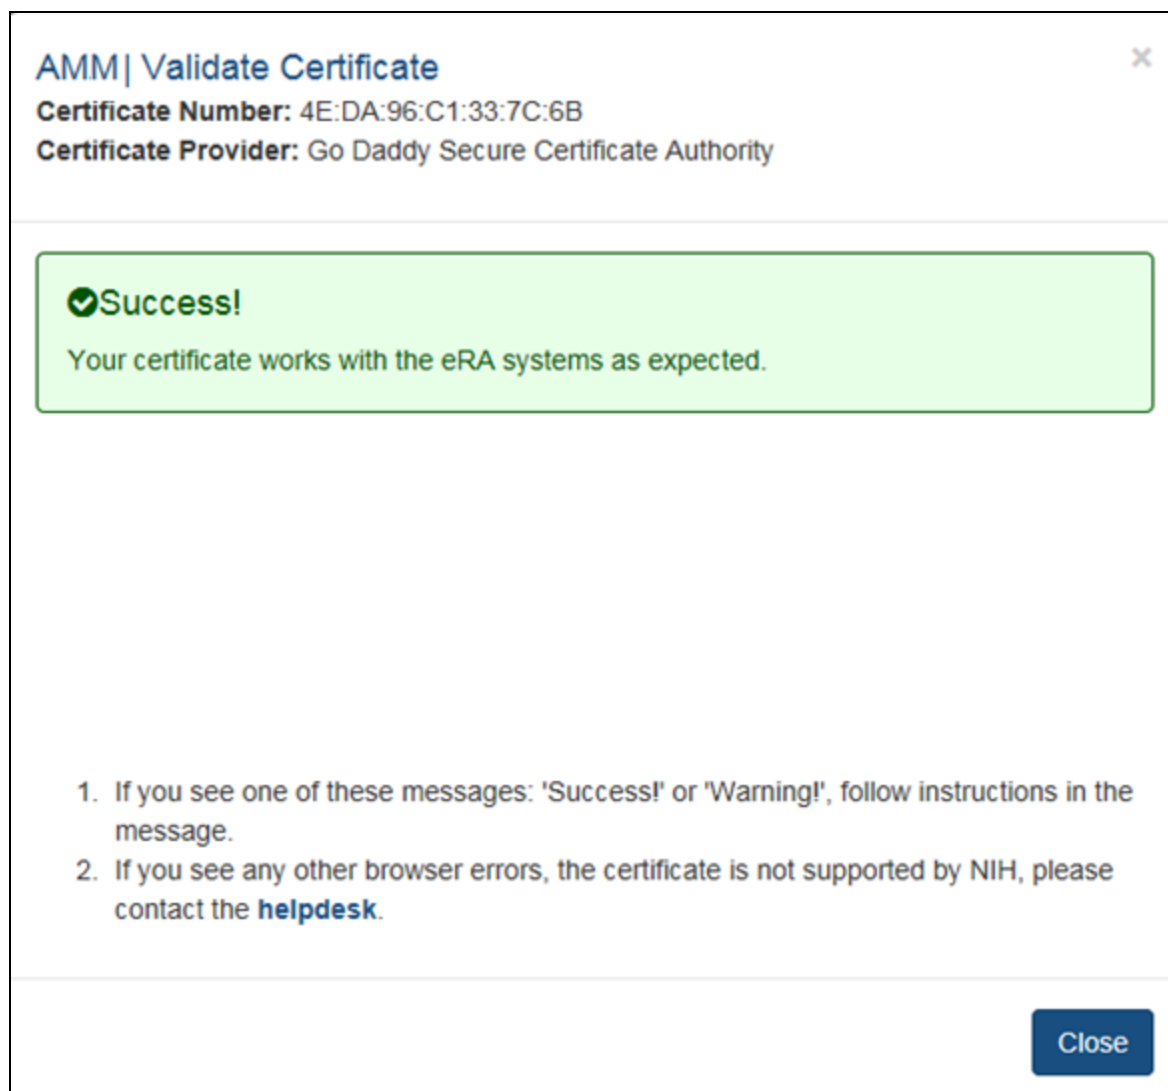 AMM| Validate Certificate
Certificate Number: 4E:DA:96:C1:33:7C:6B
Certificate Provider: Go Daddy Secure Certificate Authority
Success!
Your certificate works with the eRA systems as expected.
1. If you see one of these messages: 'Success!' or 'Warning!', follow instructions in the
message.
2. If you see any other browser errors, the certificate is not supported by NIH, please
contact the helpdesk.
Close